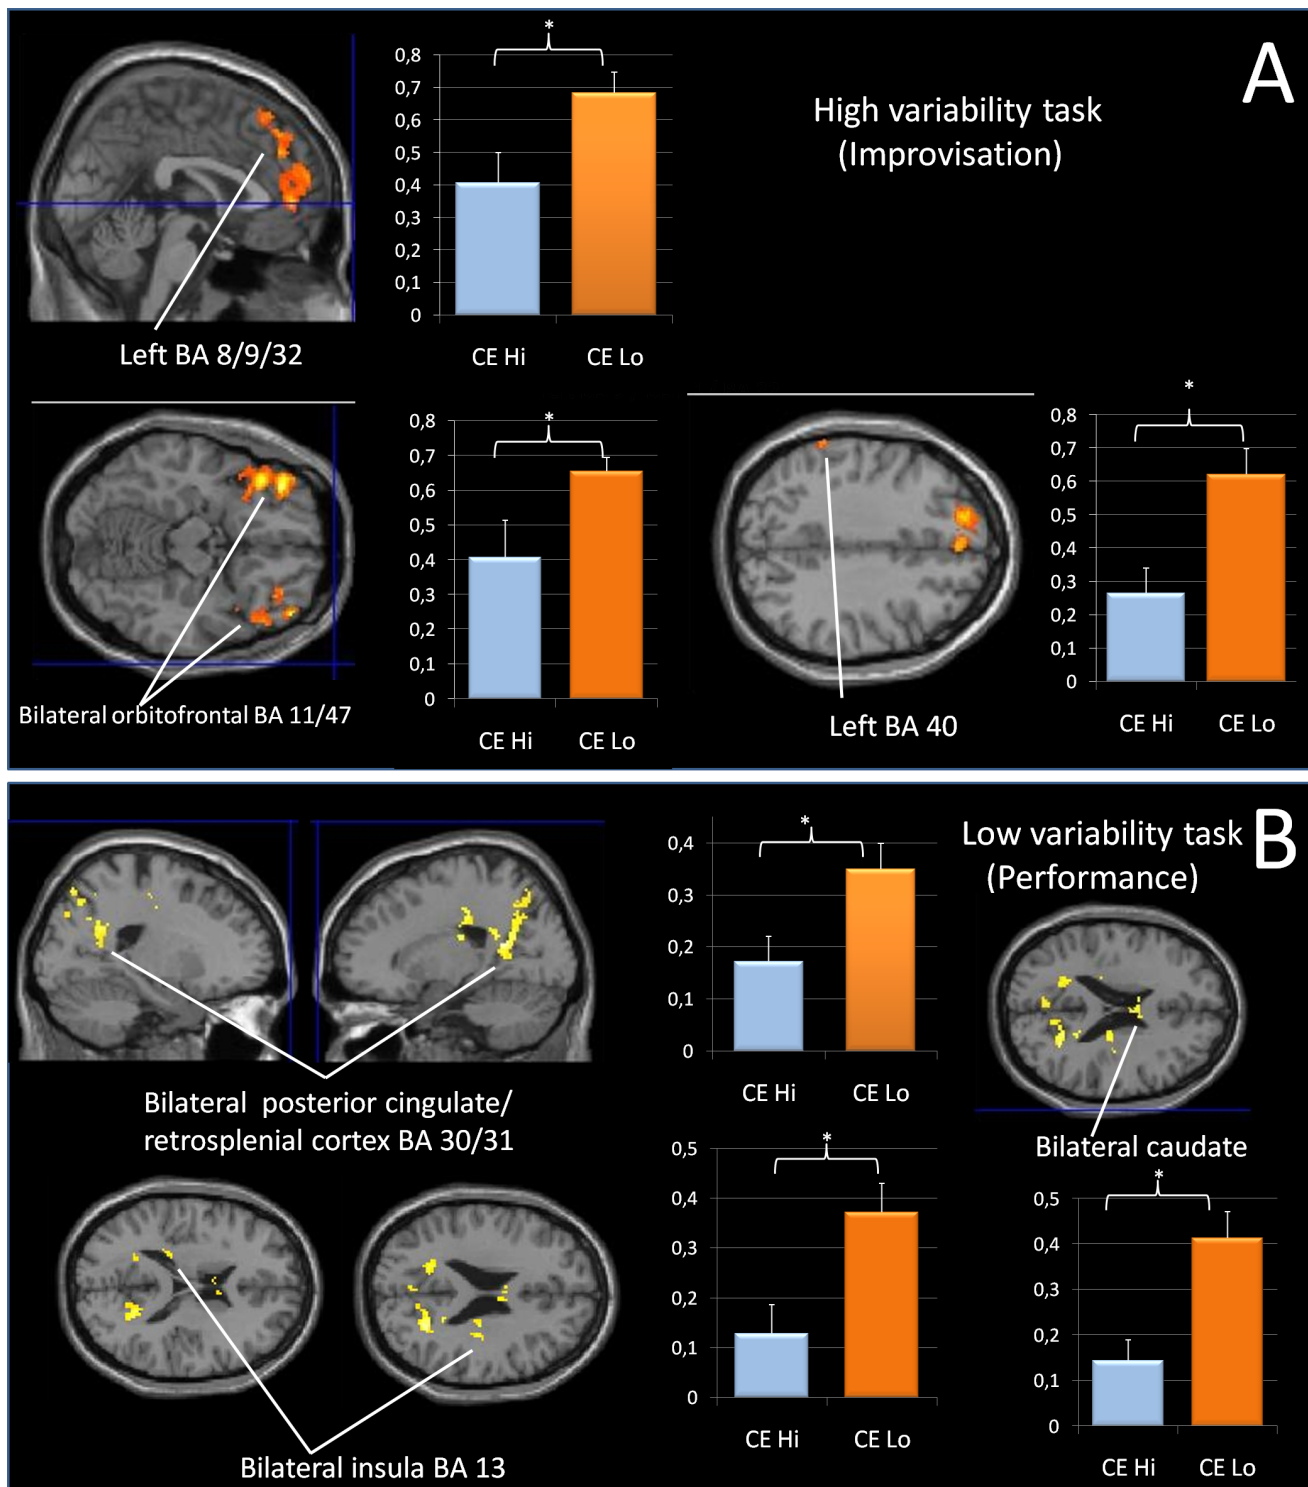 A
High variability task
(Improvisation)
*
0,8
0,7
0,6
0,5
0,4
0,3
0,2
0,1
0
CE Hi CE Lo
Left BA 8/9/32
*
0,8
0,7
0,6
0,5
0,4
0,3
0,2
0,1
0
CE Hi CE Lo
Bilateral orbitofrontal BA 11/47
*
0,8
0,7
0,6
0,5
0,4
0,3
0,2
0,1
0
CE Hi CE Lo
Left BA 40
B
Low variability task
(Performance)
*
0,4
0,3
0,2
0,1
0
CE Hi CE Lo
Bilateral posterior cingulate/
retrosplenial cortex BA 30/31
Bilateral caudate
*
0,5
0,4
0,3
0,2
0,1
0
CE Hi CE Lo
*
0,5
0,4
0,3
0,2
0,1
0
CE Hi CE Lo
Bilateral insula BA 13